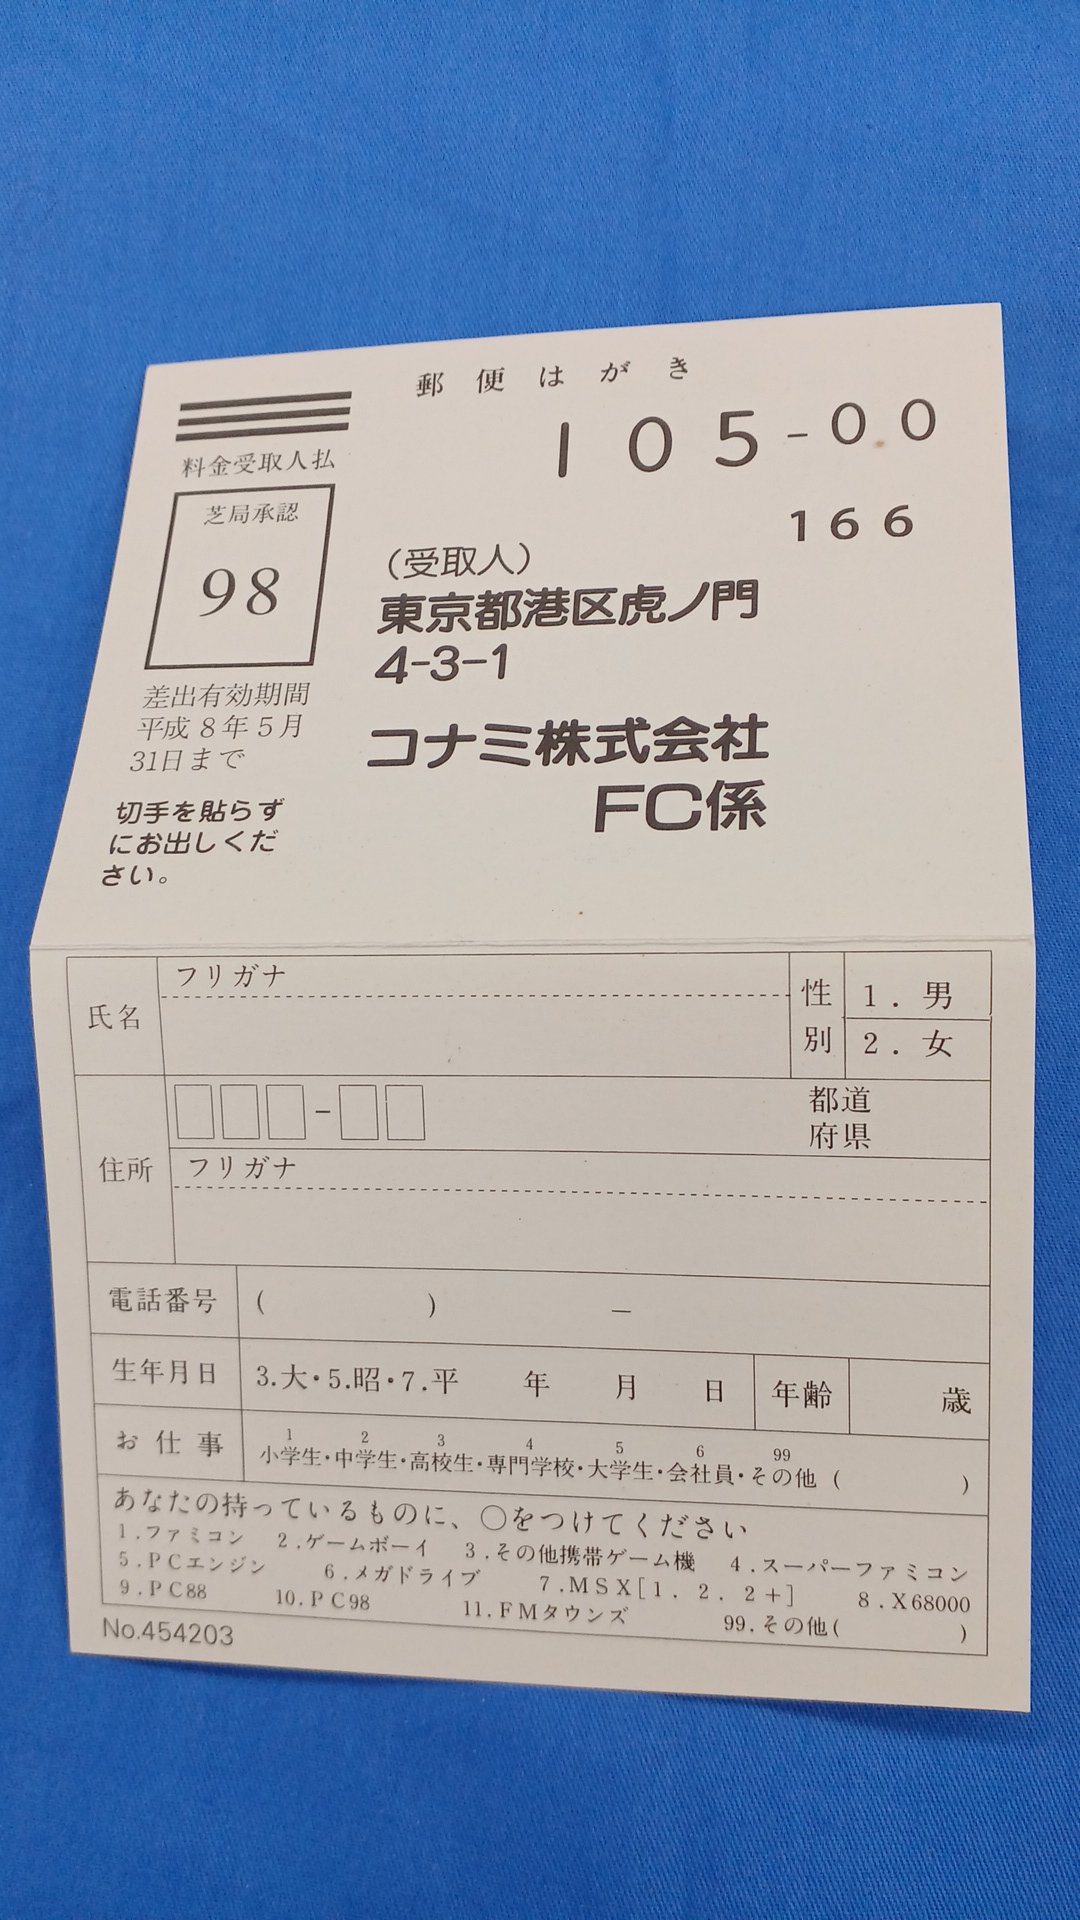 郵便はがき
料金受取人払
芝局承認
98
差出有効期間
平成8年5月
31日まで
切手を貼らず
にお出しくだ
さい。
105-00
166
(受取人)
東京都港区虎ノ門
4-3-1
コナミ株式会社
FC係
氏名
フリガナ
性別
1.男
2.女
住所
-
都道
府県
フリガナ
電話番号 ( ) -
生年月日 3.大・5.昭・7.平 年 月 日 年齢 歳
1 2 3 4 5 6 99
お仕事 小学生・中学生・高校生・専門学校・大学生・会社員・その他( )
あなたの持っているものに、○をつけてください
1.ファミコン 2.ゲームボーイ 3.その他携帯ゲーム機 4.スーパーファミコン
5.PCエンジン 6.メガドライブ 7.MSX[1.2.2+] 8.X68000
9.PC88 10.PC98 11.FMタウンズ 99.その他( )
No.454203